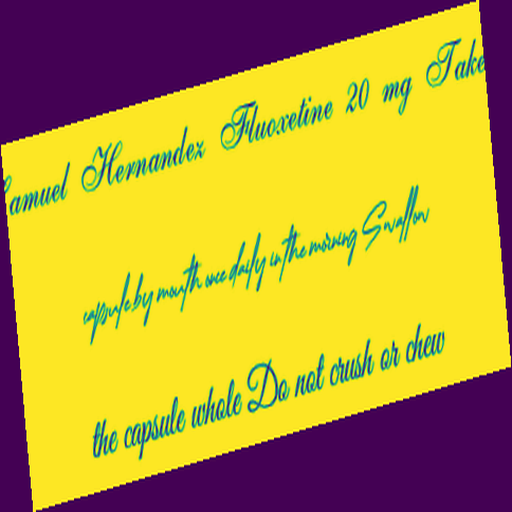 Samuel Hernandez Fluoxetine 20 mg Take
capsule by mouth once daily in the morning Swallow
the capsule whole Do not crush or chew